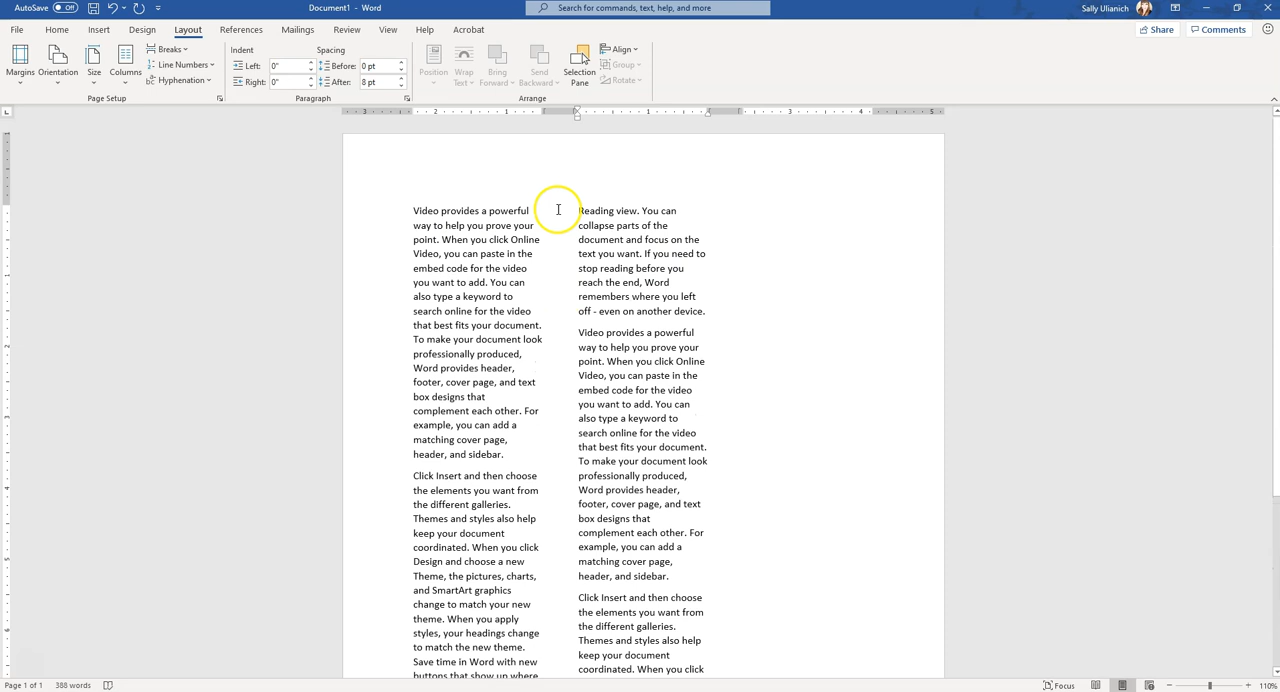 AutoSave Off
Document1 - Word
Search for commands, text, help, and more
Sally Ulianich
File Home Insert Design Layout References Mailings Review View Help Acrobat
Share Comments
Margins Orientation Size Columns
Breaks
Line Numbers
Hyphenation
Page Setup
Indent
Left: 0"
Right: 0"
Spacing
Before: 0 pt
After: 8 pt
Paragraph
Position
Wrap Text
Bring Forward
Send Backward
Selection Pane
Align
Group
Rotate
Arrange
3 2 1 1 3 4 5
Video provides a powerful
way to help you prove your
point. When you click Online
Video, you can paste in the
embed code for the video
you want to add. You can
also type a keyword to
search online for the video
that best fits your document.
To make your document look
professionally produced,
Word provides header,
footer, cover page, and text
box designs that
complement each other. For
example, you can add a
matching cover page,
header, and sidebar.
Click Insert and then choose
the elements you want from
the different galleries.
Themes and styles also help
keep your document
coordinated. When you click
Design and choose a new
Theme, the pictures, charts,
and SmartArt graphics
change to match your new
theme. When you apply
styles, your headings change
to match the new theme.
Save time in Word with new
buttons that show up where
Reading view. You can
collapse parts of the
document and focus on the
text you want. If you need to
stop reading before you
reach the end, Word
remembers where you left
off - even on another device.
Video provides a powerful
way to help you prove your
point. When you click Online
Video, you can paste in the
embed code for the video
you want to add. You can
also type a keyword to
search online for the video
that best fits your document.
To make your document look
professionally produced,
Word provides header,
footer, cover page, and text
box designs that
complement each other. For
example, you can add a
matching cover page,
header, and sidebar.
Click Insert and then choose
the elements you want from
the different galleries.
Themes and styles also help
keep your document
coordinated. When you click
Page 1 of 1 388 words
Focus
110%